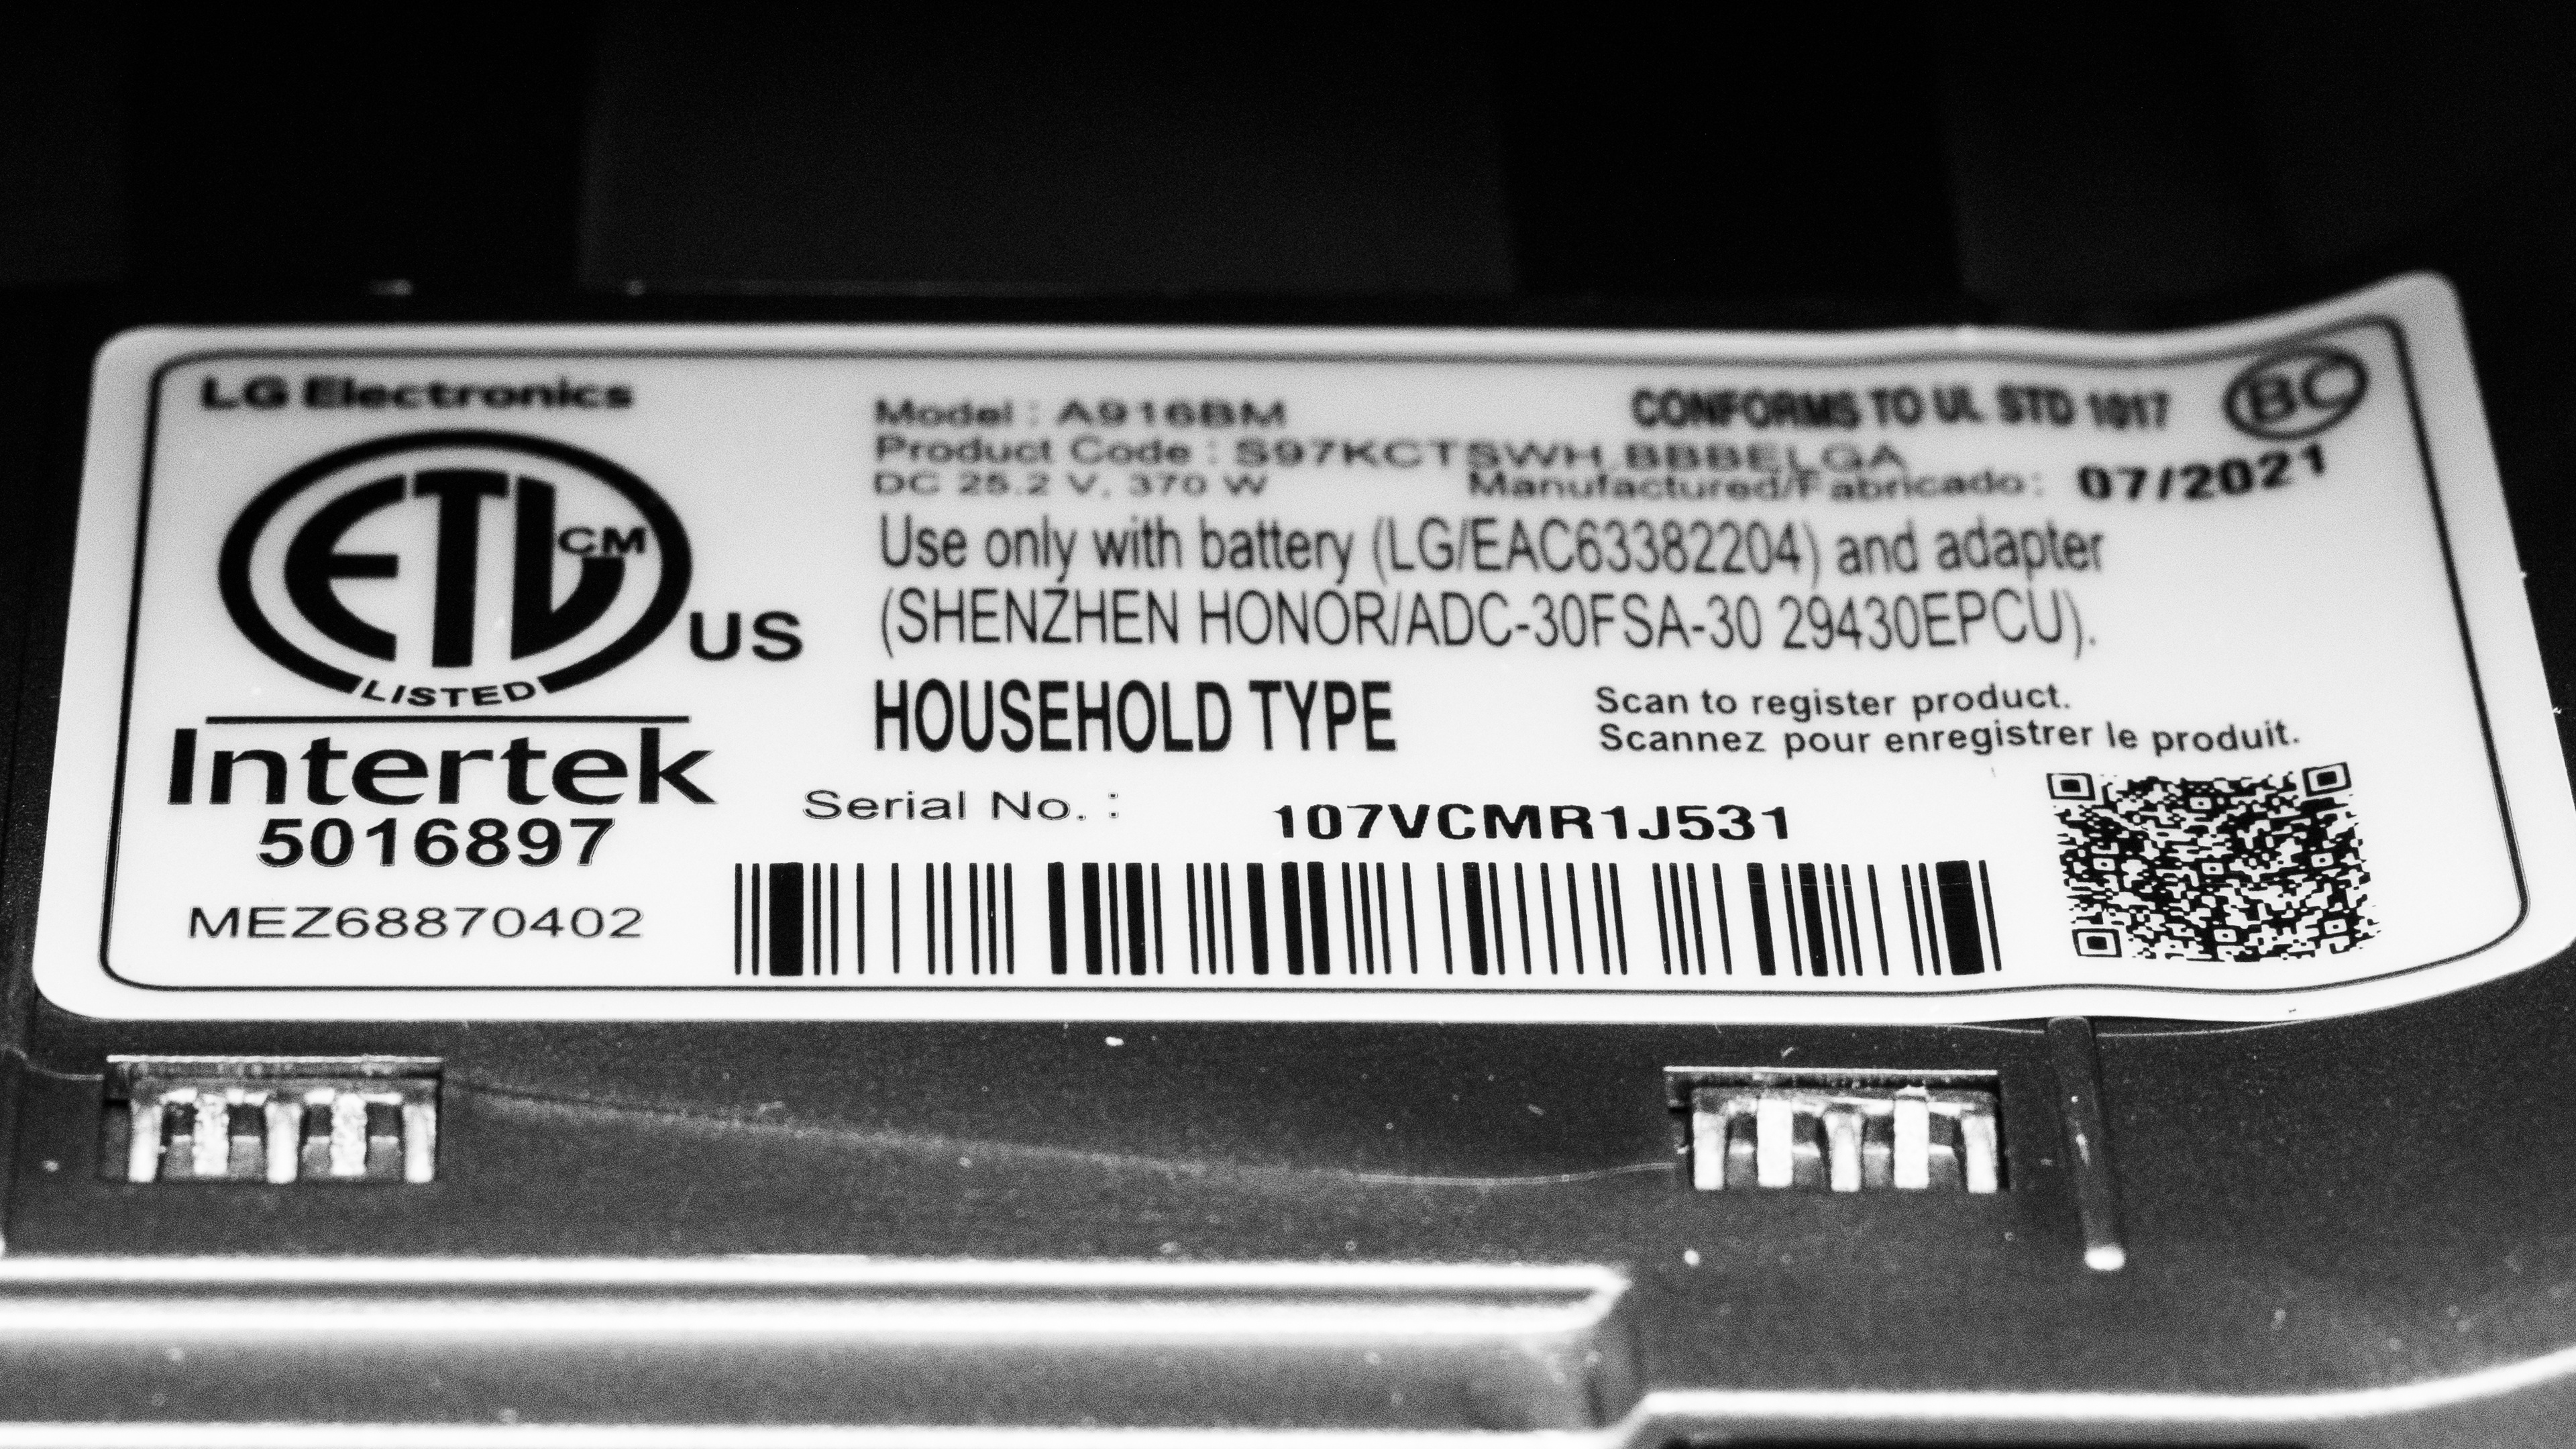 LG Electronics
ETL CM
US
LISTED
Intertek
5016897
MEZ68870402
Model : A916BM
CONFORMS TO UL STD 1017
BC
Product Code : S97KCTSWH.BBBELGA
DC 25.2 V, 370 W
Manufactured/Fabricado: 07/2021
Use only with battery (LG/EAC63382204) and adapter
(SHENZHEN HONOR/ADC-30FSA-30 29430EPCU).
HOUSEHOLD TYPE
Scan to register product.
Scannez pour enregistrer le produit.
Serial No. : 107VCMR1J531